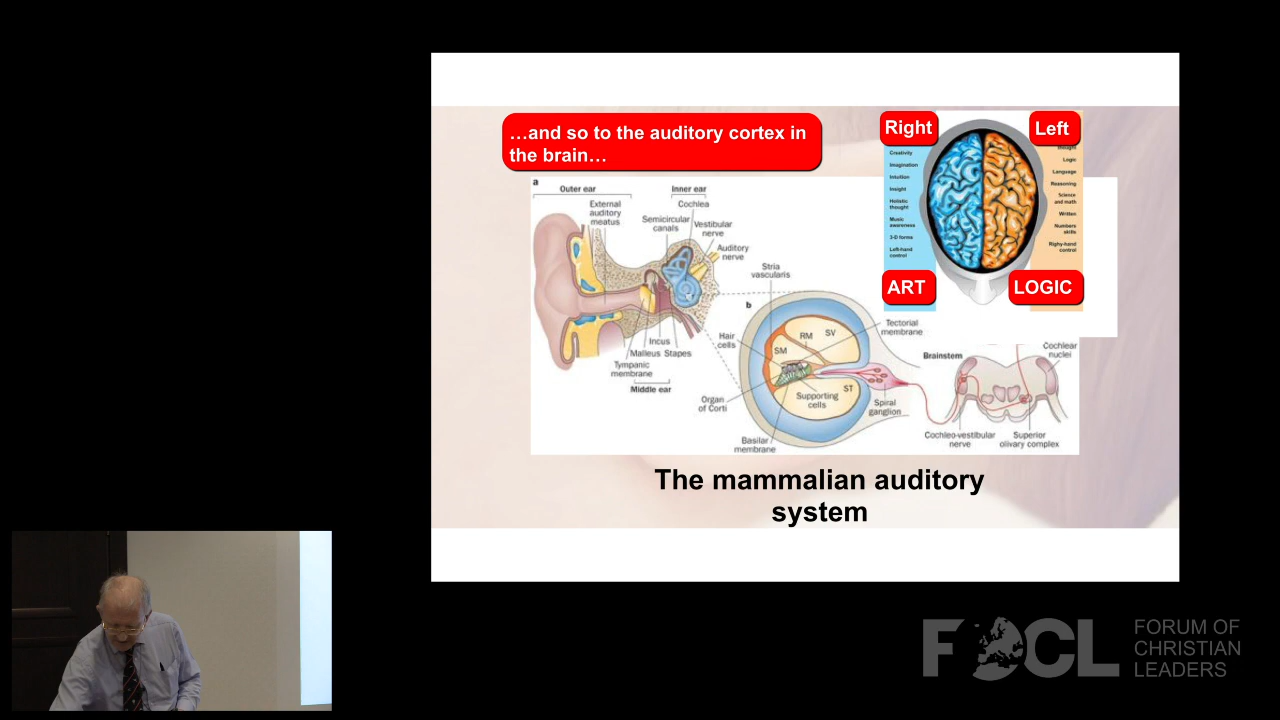 …and so to the auditory cortex in
the brain…
Right
Left
Creativity
Imagination
Intuition
Insight
Holistic
thought
Music
awareness
3-D forms
Left-hand
control
thought
Logic
Language
Reasoning
Science
and math
Written
Numbers
skills
Righy-hand
control
ART
LOGIC
a
Outer ear
Inner ear
External
auditory
meatus
Cochlea
Semicircular
canals
Vestibular
nerve
Auditory
nerve
Incus
Malleus
Stapes
Tympanic
membrane
Middle ear
b
Stria
vascularis
Hair
cells
RM
SV
SM
ST
Tectorial
membrane
Supporting
cells
Organ
of Corti
Basilar
membrane
Spiral
ganglion
Brainstem
Cochlear
nuclei
Cochleo-vestibular
nerve
Superior
olivary complex
The mammalian auditory
system
FOCL
FORUM OF
CHRISTIAN
LEADERS